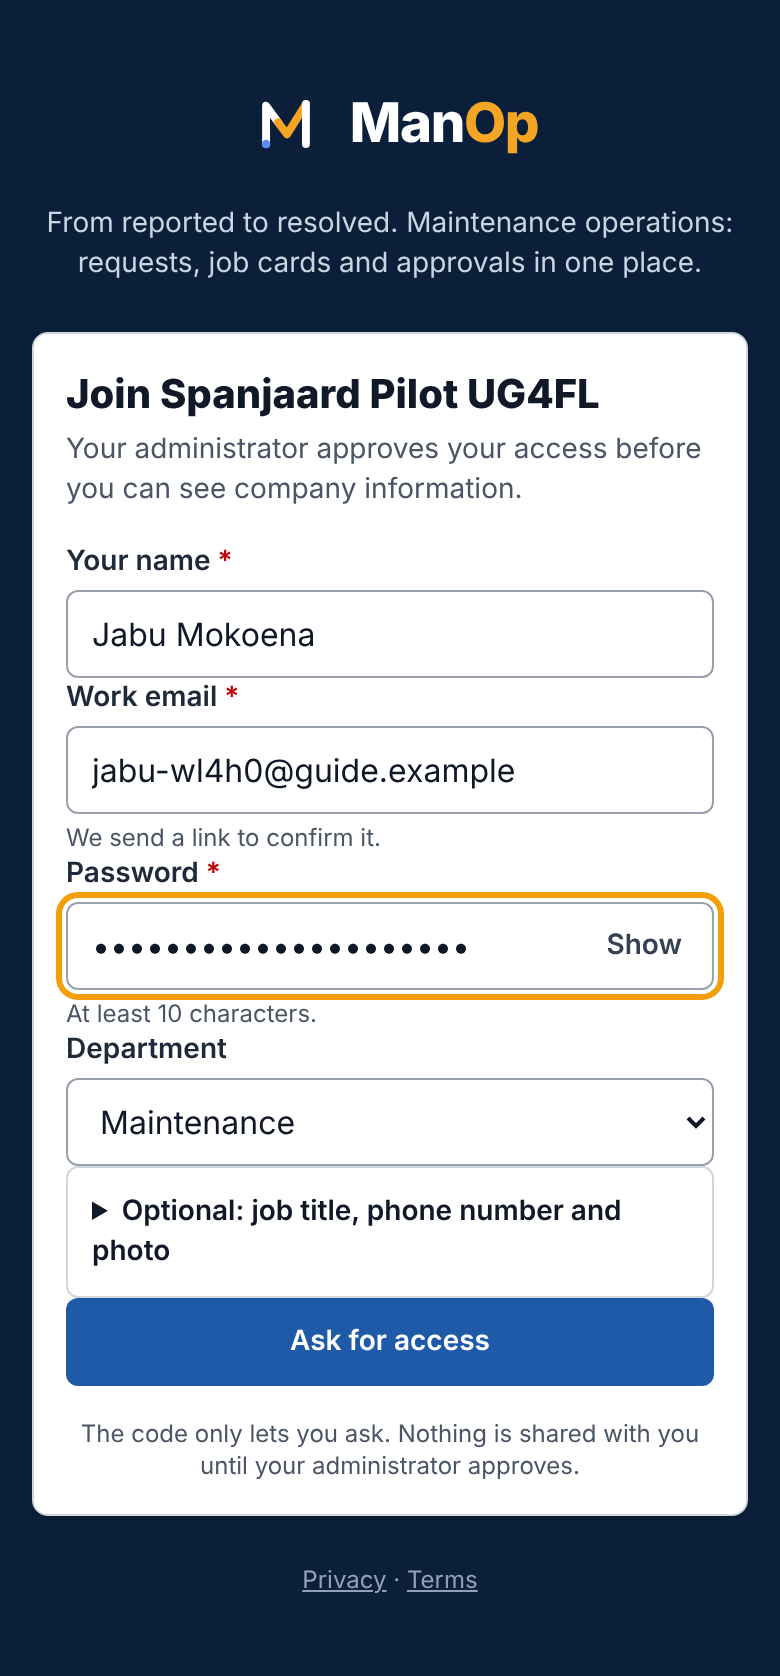 ManOp
From reported to resolved. Maintenance operations:
requests, job cards and approvals in one place.
Join Spanjaard Pilot UG4FL
Your administrator approves your access before
you can see company information.
Your name *
Jabu Mokoena
Work email *
jabu-wl4h0@guide.example
We send a link to confirm it.
Password *
•••••••••••••••••••••
Show
At least 10 characters.
Department
Maintenance
Optional: job title, phone number and
photo
Ask for access
The code only lets you ask. Nothing is shared with you
until your administrator approves.
Privacy · Terms